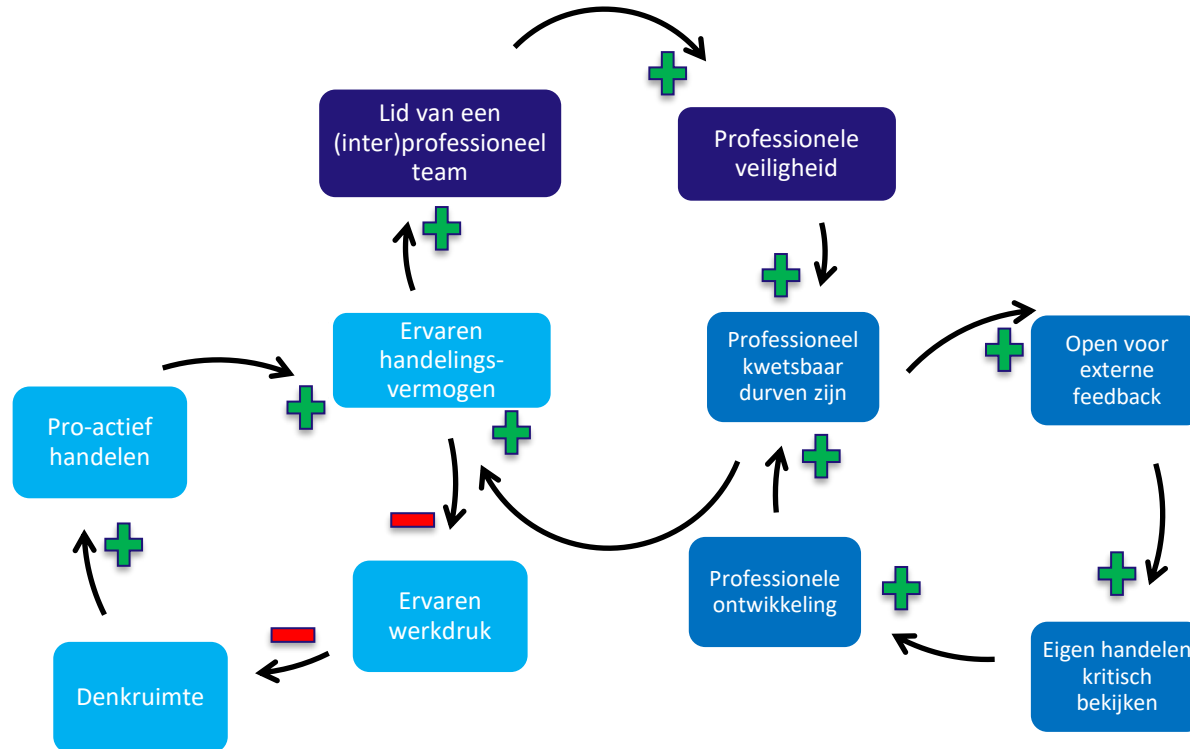 Lid van een
(inter)professioneel
team
Professionele
veiligheid
Ervaren
handelings-
vermogen
Professioneel
kwetsbaar
durven zijn
Open voor
externe
feedback
Pro-actief
handelen
Ervaren
werkdruk
Professionele
ontwikkeling
Denkruimte
Eigen handelen
kritisch
bekijken